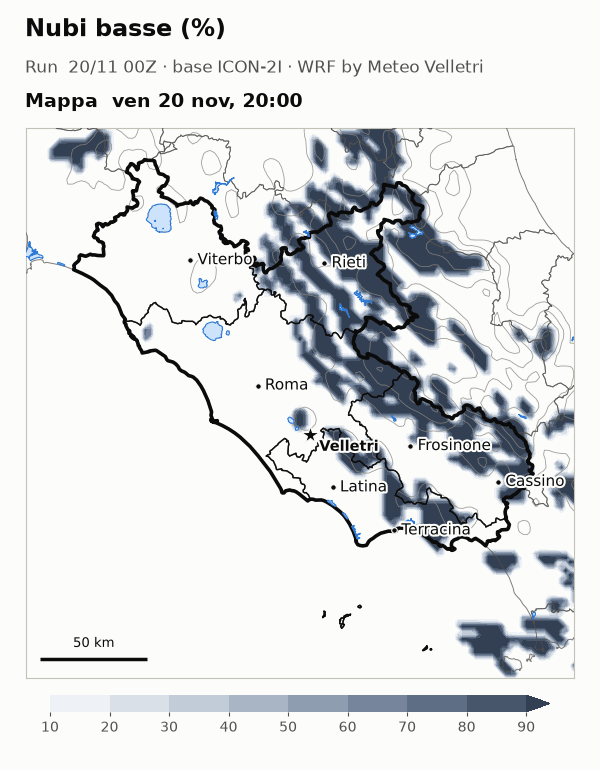 Nubi basse (%)
Run  20/11 00Z · base ICON-2I · WRF by Meteo Velletri
Mappa  ven 20 nov, 20:00
Viterbo
Rieti
Roma
Velletri
Frosinone
Cassino
Latina
Terracina
50 km
10 20 30 40 50 60 70 80 90